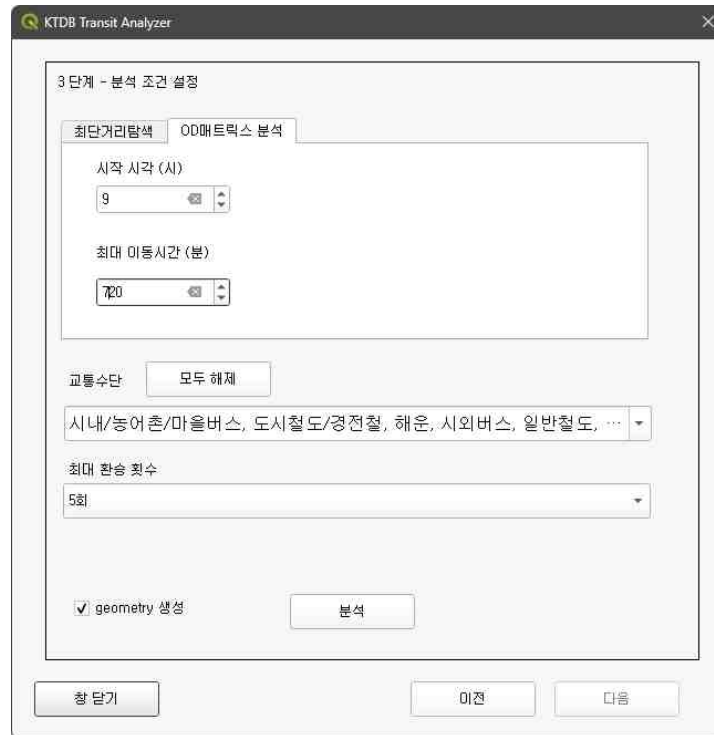 KTDB Transit Analyzer
3 단계 - 분석 조건 설정
최단거리탐색 OD매트릭스 분석
시작 시각 (시)
9
최대 이동시간 (분)
720
교통수단 모두 해제
시내/농어촌/마을버스, 도시철도/경전철, 해운, 시외버스, 일반철도, ...
최대 환승 횟수
5회
geometry 생성 분석
창 닫기 이전 다음